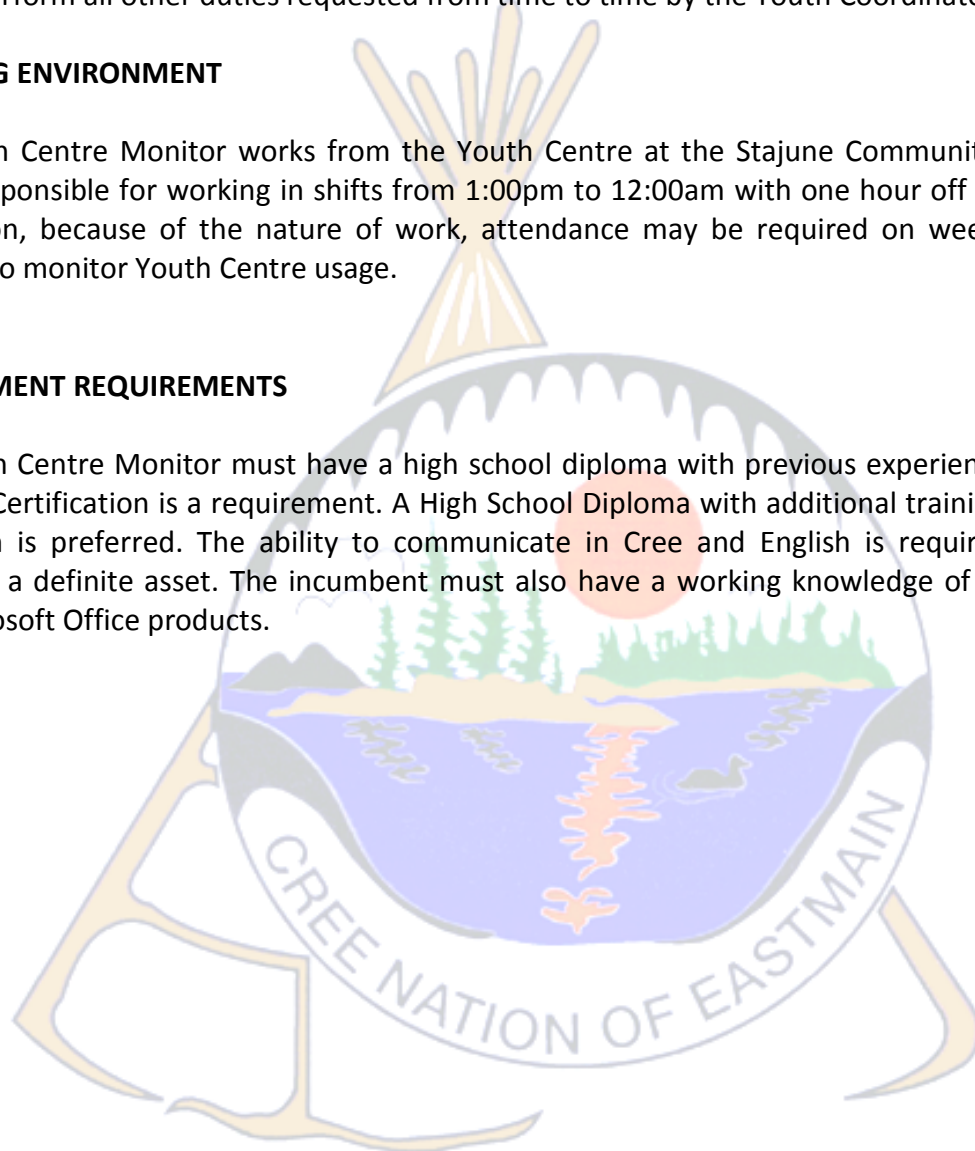 form all other duties requested from time to time by the Youth Coordinat
G ENVIRONMENT
Centre Monitor works from the Youth Centre at the Stajune Communit
ponsible for working in shifts from 1:00pm to 12:00am with one hour off
on, because of the nature of work, attendance may be required on wee
o monitor Youth Centre usage.
MENT REQUIREMENTS
Centre Monitor must have a high school diploma with previous experien
Certification is a requirement. A High School Diploma with additional traini
is preferred. The ability to communicate in Cree and English is requir
a definite asset. The incumbent must also have a working knowledge of
osoft Office products.
CREE NATION OF EASTMAIN